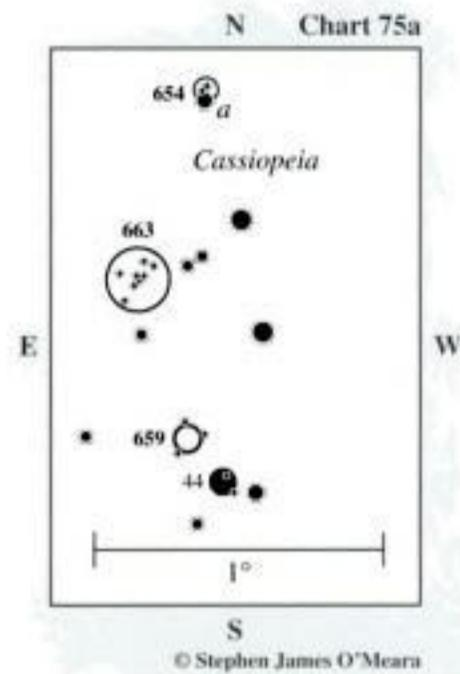 N Chart 75a
654
a
Cassiopeia
663
E W
659
44
1°
S
© Stephen James O"Meara